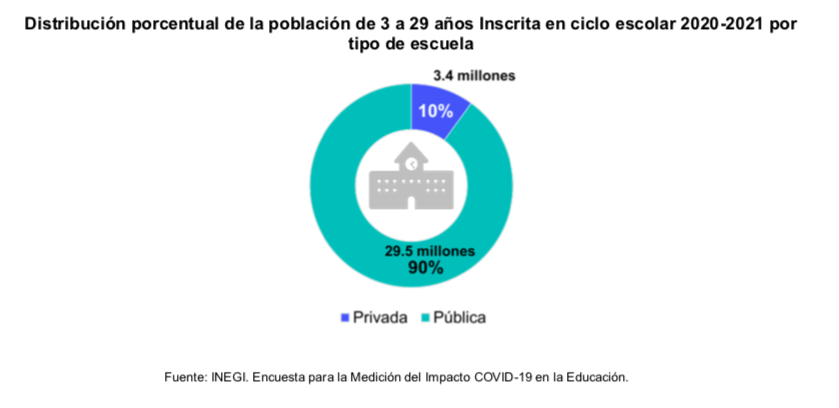 Distribución porcentual de la población de 3 a 29 años Inscrita en ciclo escolar 2020-2021 por
tipo de escuela
3.4 millones
10%
29.5 millones
90%
Privada
Pública
Fuente: INEGI. Encuesta para la Medición del Impacto COVID-19 en la Educación.